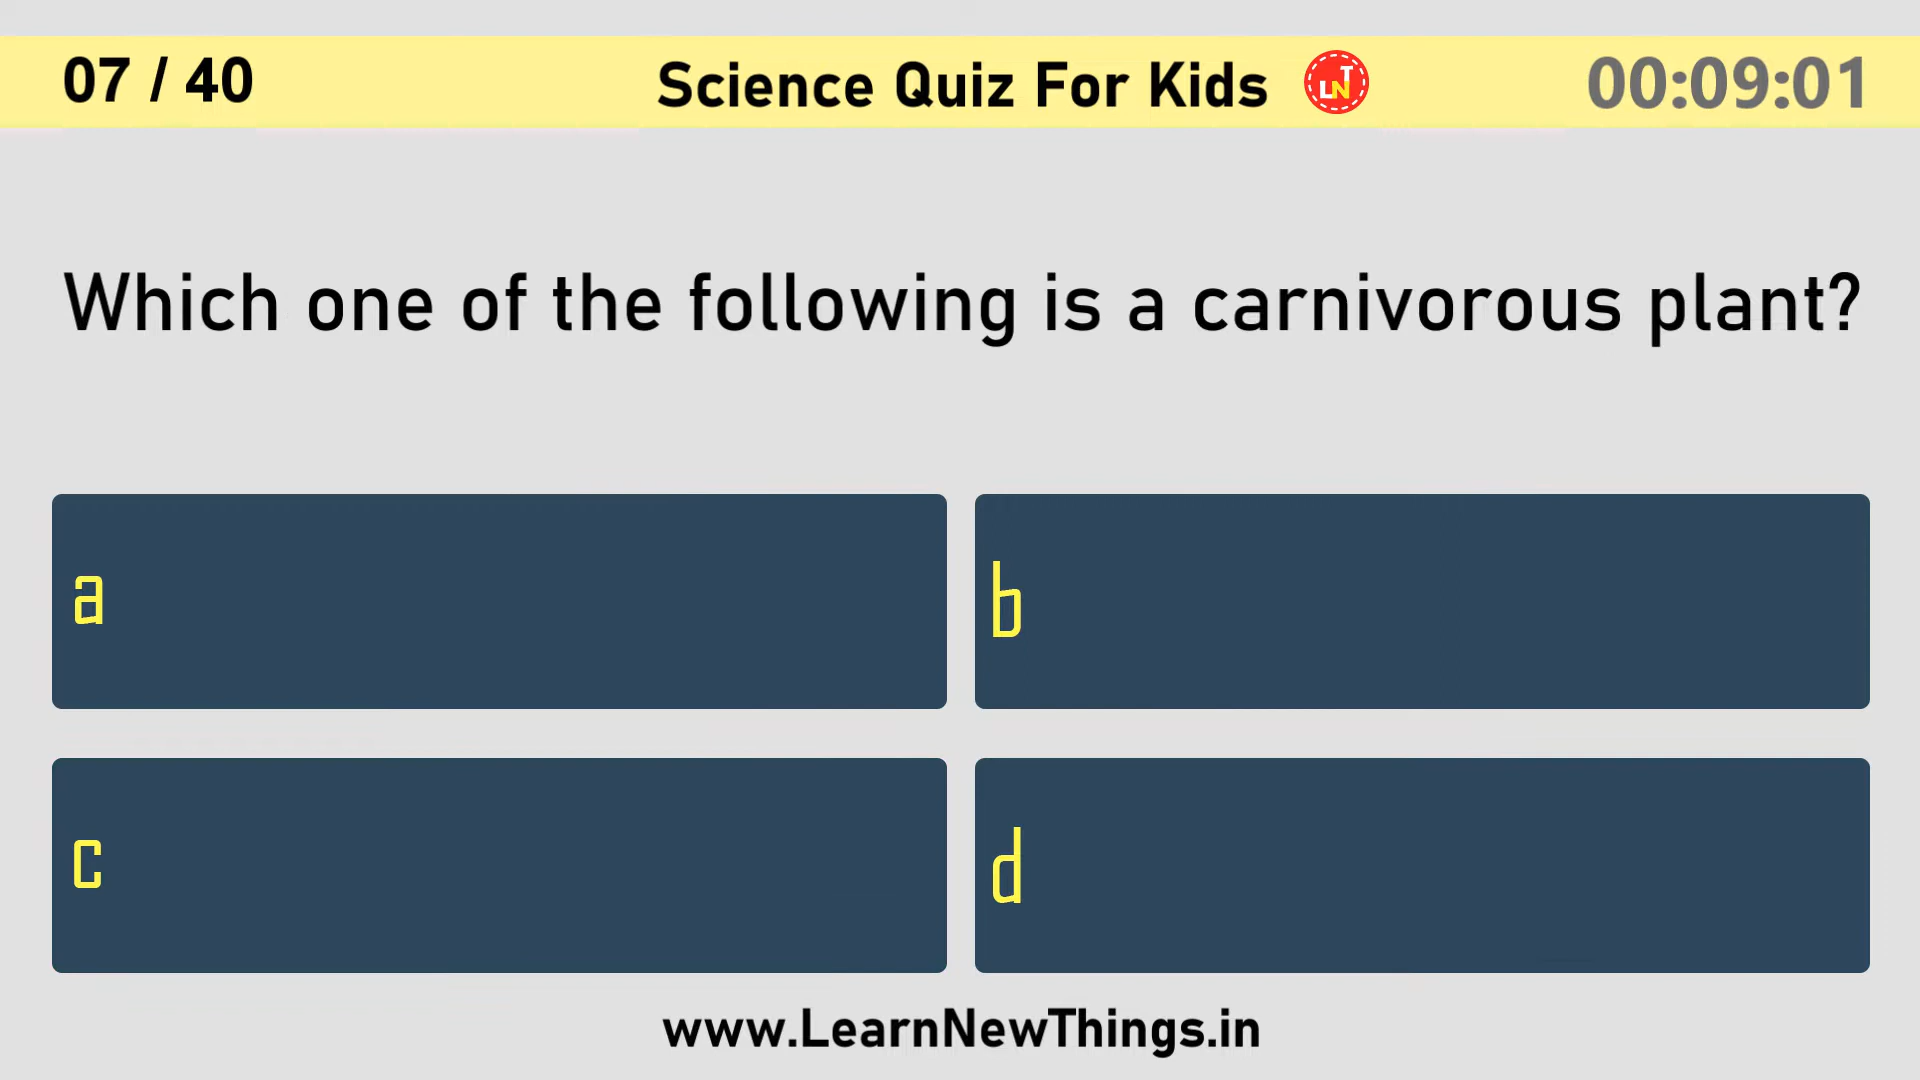 07 / 40
Science Quiz For Kids
LNT
00:09:01
Which one of the following is a carnivorous plant?
a
b
c
d
www.LearnNewThings.in